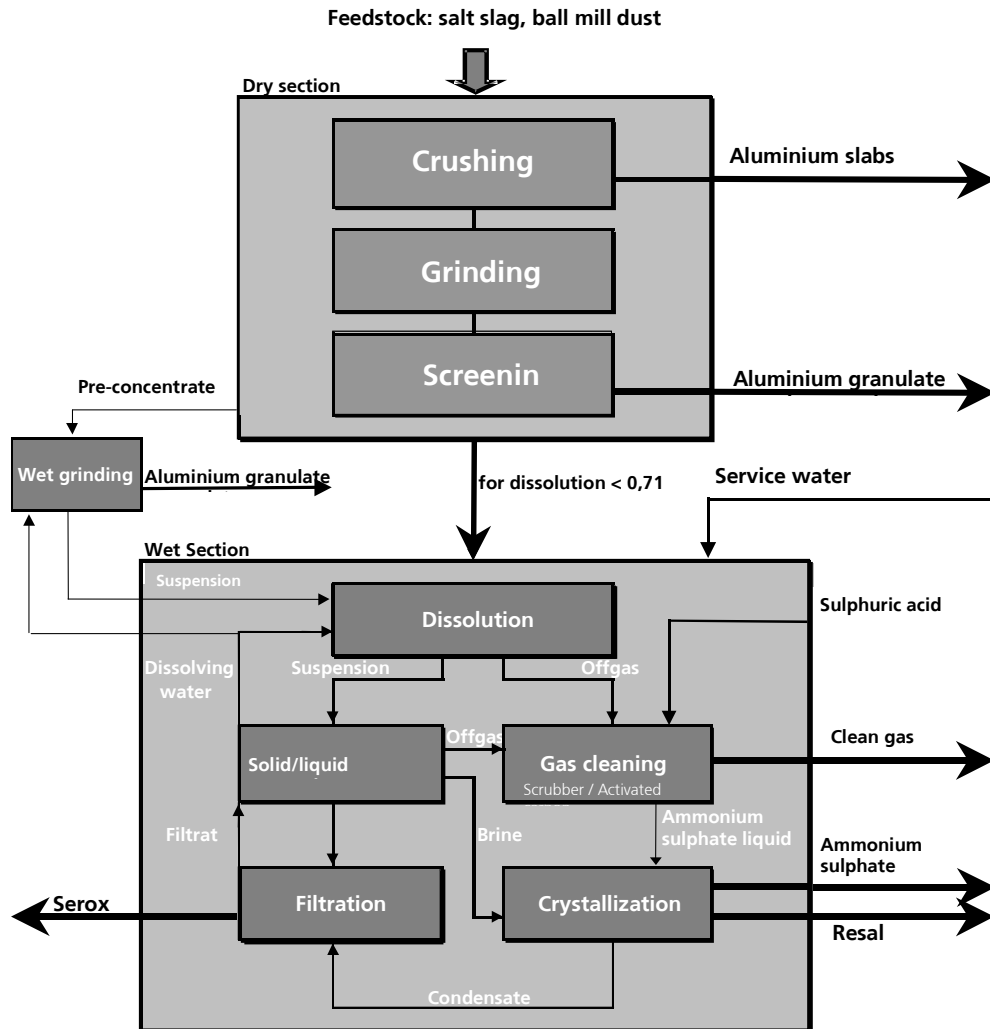 Feedstock: salt slag, ball mill dust
Dry section
Crushing
Aluminium slabs
Grinding
Screenin
Pre-concentrate
Aluminium granulate
Wet grinding
Aluminium granulate
for dissolution < 0,71
Service water
Wet Section
Suspension
Dissolution
Sulphuric acid
Dissolving
water
Suspension
Offgas
Solid/liquid
Offgas
Gas cleaning
Scrubber / Activated
Clean gas
Filtrat
Brine
Ammonium
sulphate liquid
Ammonium
sulphate
Serox
Filtration
Crystallization
Resal
Condensate